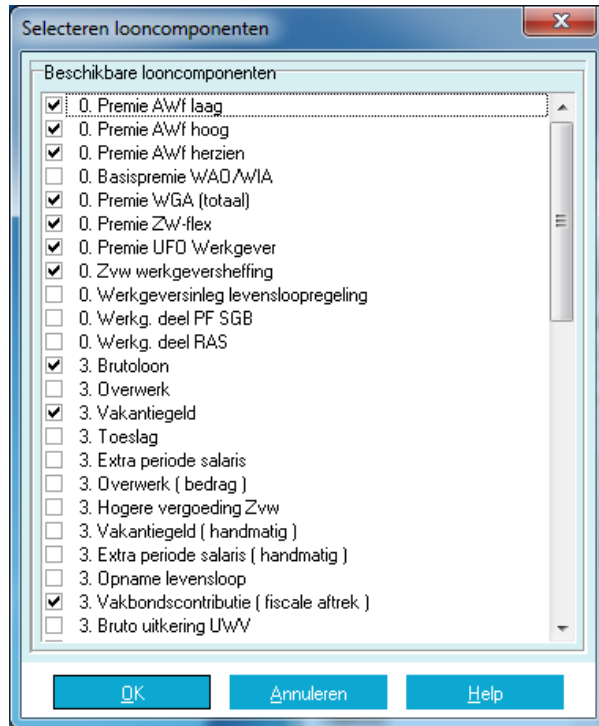 Selecteren looncomponenten
Beschikbare looncomponenten
0. Premie AWf laag
0. Premie AWf hoog
0. Premie AWf herzien
0. Basispremie WAO/WIA
0. Premie WGA (totaal)
0. Premie ZW-flex
0. Premie UFO Werkgever
0. Zvw werkgeversheffing
0. Werkgeversinleg levensloopregeling
0. Werkg. deel PF SGB
0. Werkg. deel RAS
3. Brutoloon
3. Overwerk
3. Vakantiegeld
3. Toeslag
3. Extra periode salaris
3. Overwerk ( bedrag )
3. Hogere vergoeding Zvw
3. Vakantiegeld ( handmatig )
3. Extra periode salaris ( handmatig )
3. Opname levensloop
3. Vakbondscontributie ( fiscale aftrek )
3. Bruto uitkering UWV
OK Annuleren Help